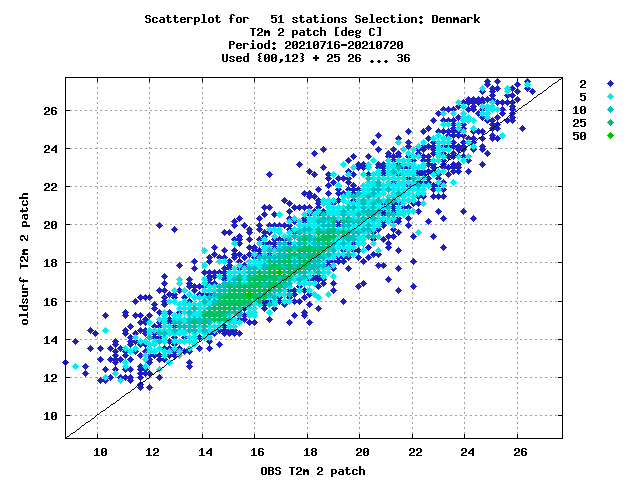 Scatterplot for   51 stations Selection: Denmark
T2m 2 patch [deg C]
Period: 20210716-20210720
Used {00,12} + 25 26 ... 36
2
5
10
25
50
oldsurf T2m 2 patch
26
24
22
20
18
16
14
12
10
10 12 14 16 18 20 22 24 26
OBS T2m 2 patch